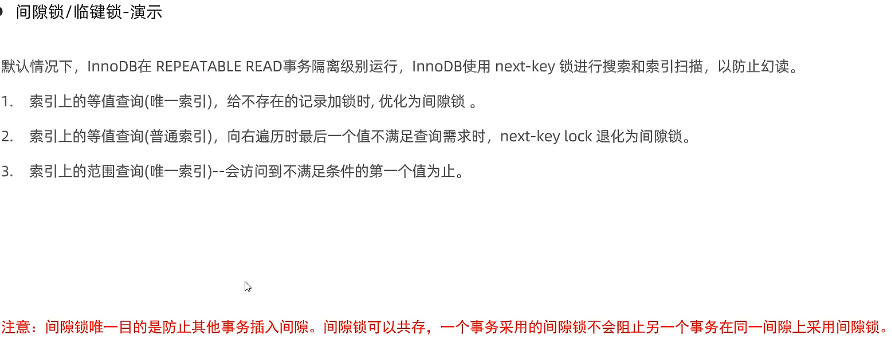 间隙锁/临键锁-演示
默认情况下，InnoDB在 REPEATABLE READ事务隔离级别运行，InnoDB使用 next-key 锁进行搜索和索引扫描，以防止幻读。
1. 索引上的等值查询(唯一索引)，给不存在的记录加锁时, 优化为间隙锁 。
2. 索引上的等值查询(普通索引)，向右遍历时最后一个值不满足查询需求时，next-key lock 退化为间隙锁。
3. 索引上的范围查询(唯一索引)--会访问到不满足条件的第一个值为止。
注意：间隙锁唯一目的是防止其他事务插入间隙。间隙锁可以共存，一个事务采用的间隙锁不会阻止另一个事务在同一间隙上采用间隙锁。